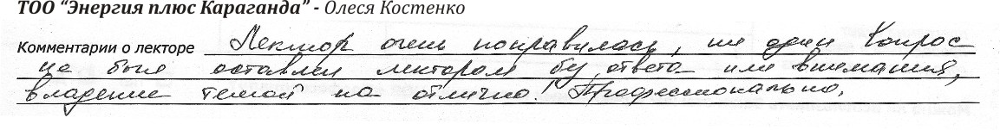 ТОО “Энергия плюс Караганда” - Олеся Костенко
Комментарии о лекторе Лектор очень понравилась, ни один вопрос
не был оставлен лектором без ответа или внимания,
владение темой на отлично! Профессионально.